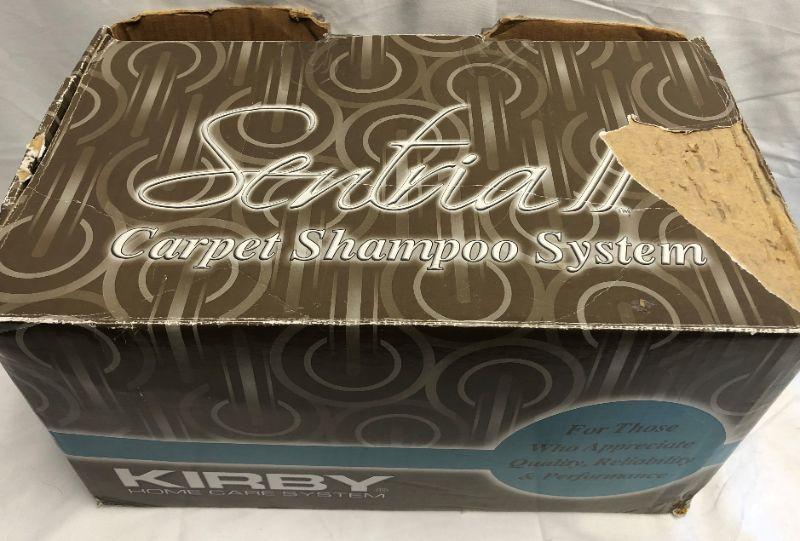 Sentria II
Carpet Shampoo System
For Those
Who Appreciate
Quality, Reliability
& Performance
KIRBY®
HOME CARE SYSTEM